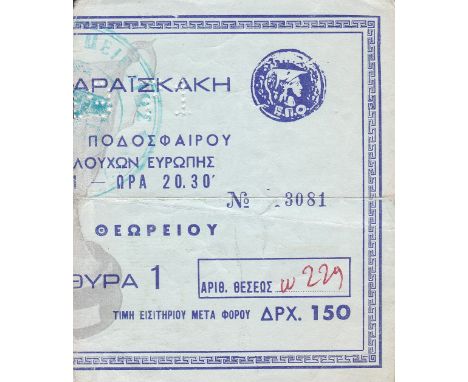 ΑΡΑΪΣΚΑΚΗ
ΕΠΟ
ΠΟΔΟΣΦΑΙΡΟΥ
ΛΟΥΧΩΝ ΕΥΡΩΠΗΣ
— ΩΡΑ 20.30'
№ 3081
ΘΕΩΡΕΙΟΥ
ΘΥΡΑ 1
ΑΡΙΘ. ΘΕΣΕΩΣ w 229
ΤΙΜΗ ΕΙΣΙΤΗΡΙΟΥ ΜΕΤΑ ΦΟΡΟΥ ΔΡΧ. 150